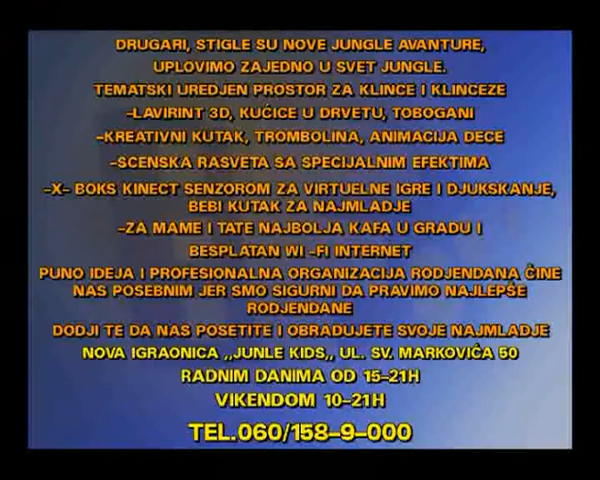 DRUGARI, STIGLE SU NOVE JUNGLE AVANTURE,
UPLOVIMO ZAJEDNO U SVET JUNGLE.
TEMATSKI UREDJEN PROSTOR ZA KLINCE I KLINCEZE
-LAVIRINT 3D, KUĆICE U DRVETU, TOBOGANI
-KREATIVNI KUTAK, TROMBOLINA, ANIMACIJA DECE
-SCENSKA RASVETA SA SPECIJALNIM EFEKTIMA
-X- BOKS KINECT SENZOROM ZA VIRTUELNE IGRE I DJUKSKANJE,
BEBI KUTAK ZA NAJMLADJE
-ZA MAME I TATE NAJBOLJA KAFA U GRADU I
BESPLATAN WI -FI INTERNET
PUNO IDEJA I PROFESIONALNA ORGANIZACIJA RODJENDANA ČINE
NAS POSEBNIM JER SMO SIGURNI DA PRAVIMO NAJLEPŠE
RODJENDANE
DODJI TE DA NAS POSETITE I OBRADUJETE SVOJE NAJMLADJE
NOVA IGRAONICA ,,JUNLE KIDS,, UL. SV. MARKOVIĆA 50
RADNIM DANIMA OD 15-21H
VIKENDOM 10-21H
TEL.060/158-9-000